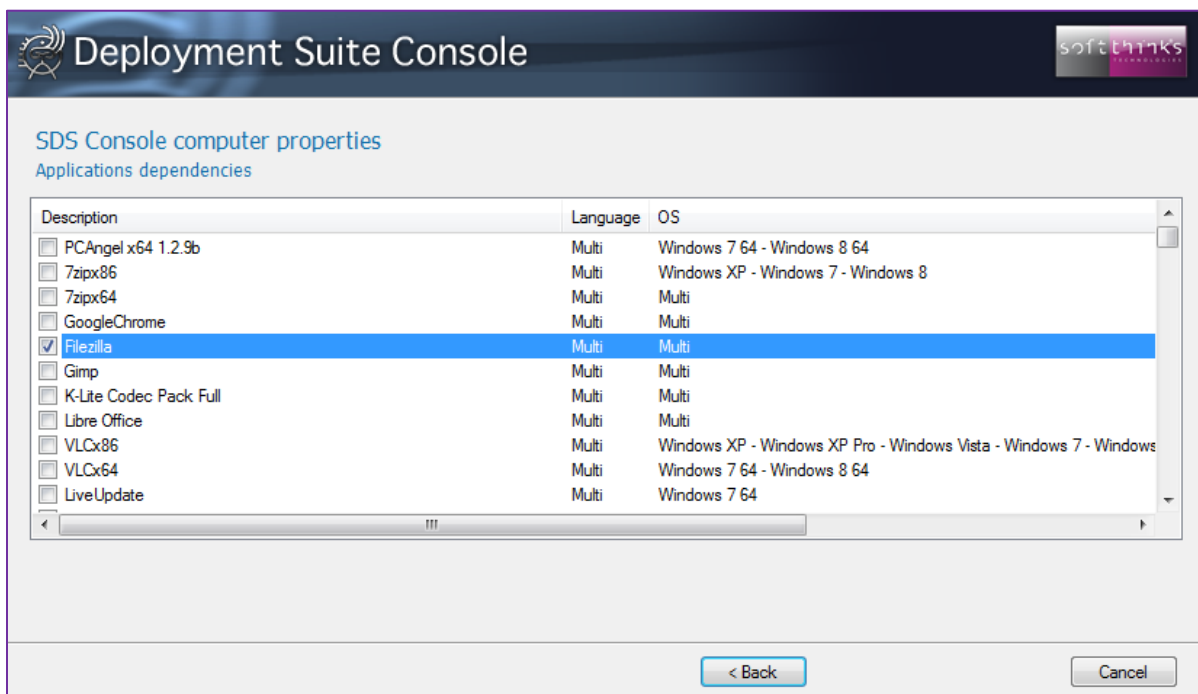 Deployment Suite Console
softthinks
TECHNOLOGIES
SDS Console computer properties
Applications dependencies
Description Language OS
PCAngel x64 1.2.9b Multi Windows 7 64 - Windows 8 64
7zipx86 Multi Windows XP - Windows 7 - Windows 8
7zipx64 Multi Multi
GoogleChrome Multi Multi
Filezilla Multi Multi
Gimp Multi Multi
K-Lite Codec Pack Full Multi Multi
Libre Office Multi Multi
VLCx86 Multi Windows XP - Windows XP Pro - Windows Vista - Windows 7 - Windows
VLCx64 Multi Windows 7 64 - Windows 8 64
LiveUpdate Multi Windows 7 64
< Back Cancel